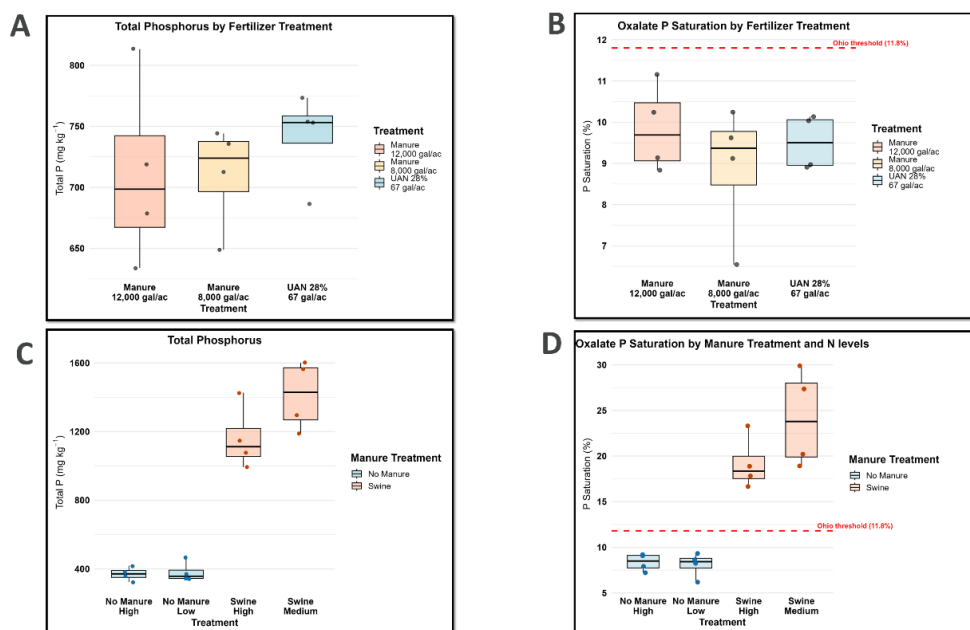 A
Total Phosphorus by Fertilizer Treatment
Total P (mg kg⁻¹)
800
750
700
650
Manure
12,000 gal/ac
Manure
8,000 gal/ac
UAN 28%
67 gal/ac
Treatment
Treatment
Manure
12,000 gal/ac
Manure
8,000 gal/ac
UAN 28%
67 gal/ac
B
Oxalate P Saturation by Fertilizer Treatment
P Saturation (%)
12
11
10
9
8
7
Ohio threshold (11.8%)
Manure
12,000 gal/ac
Manure
8,000 gal/ac
UAN 28%
67 gal/ac
Treatment
Treatment
Manure
12,000 gal/ac
Manure
8,000 gal/ac
UAN 28%
67 gal/ac
C
Total Phosphorus
Total P (mg kg⁻¹)
1600
1200
800
400
No Manure
High
No Manure
Low
Swine
High
Swine
Medium
Treatment
Manure Treatment
No Manure
Swine
D
Oxalate P Saturation by Manure Treatment and N levels
P Saturation (%)
30
25
20
15
10
5
Ohio threshold (11.8%)
No Manure
High
No Manure
Low
Swine
High
Swine
Medium
Treatment
Manure Treatment
No Manure
Swine